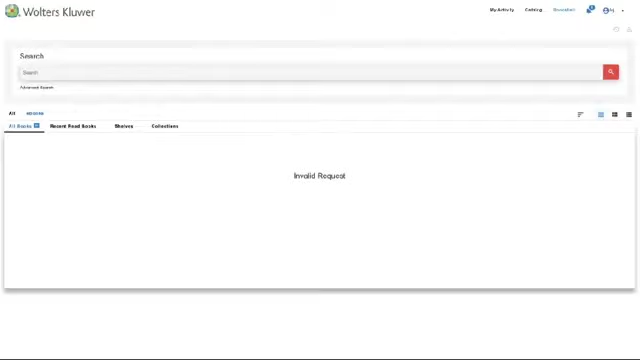 Wolters Kluwer
My Activity Catalog Bookshelf
Search
Search
Advanced Search
All
All Books
Recent Read Books
Shelves
Collections
Invalid Request